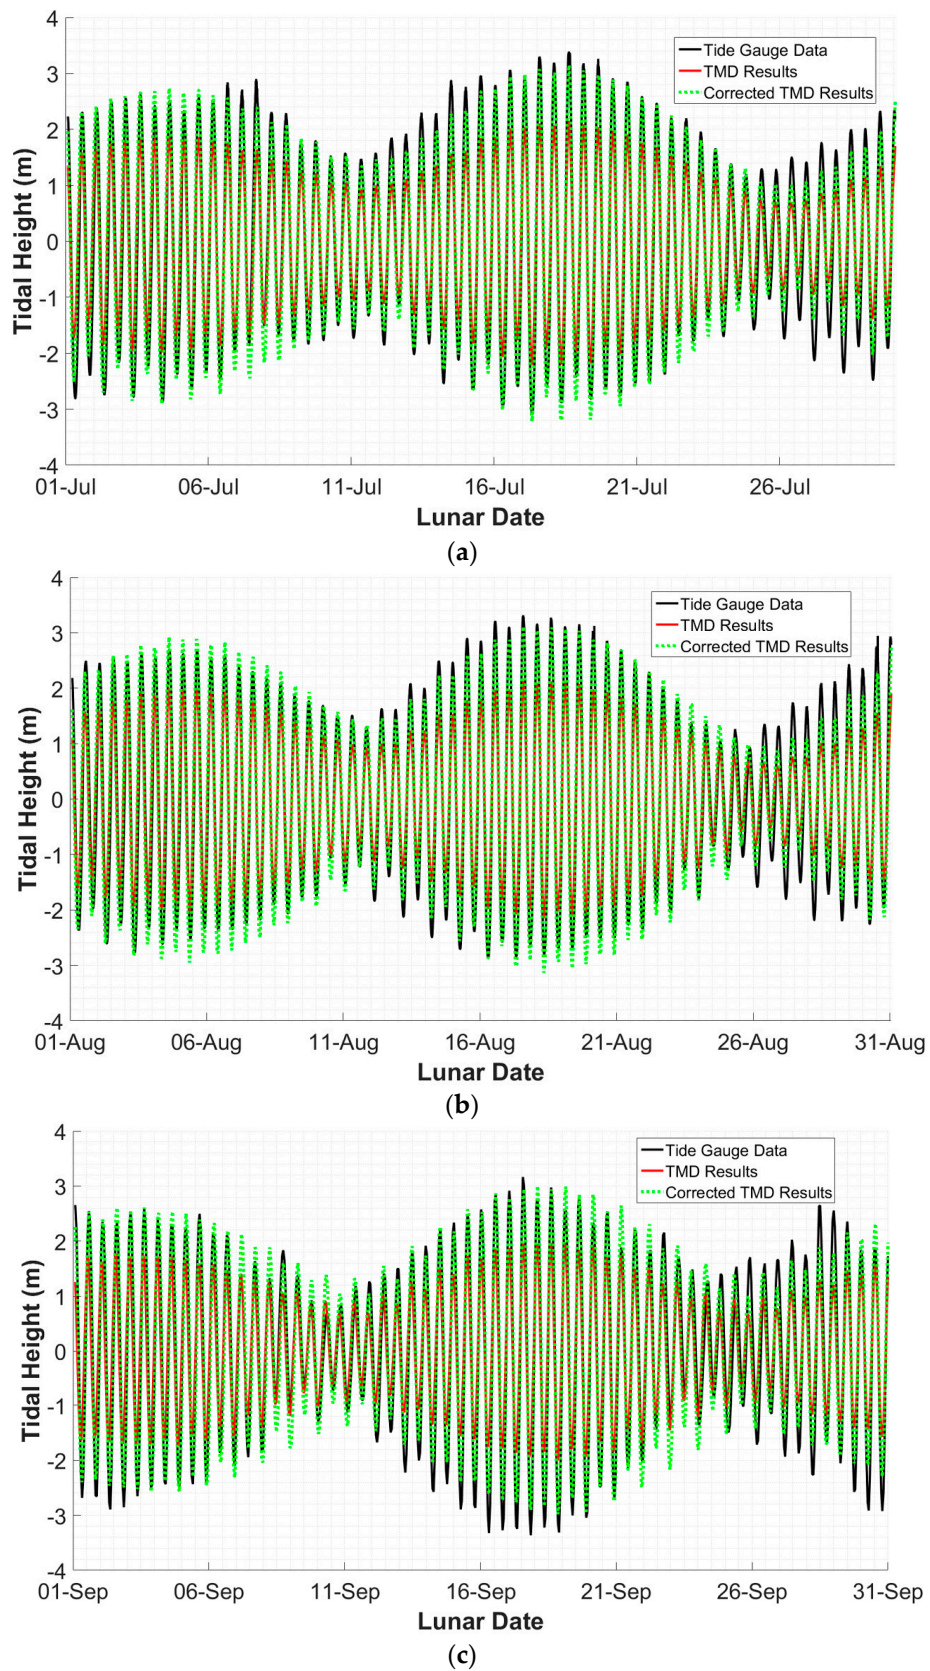 4
3
2
1
0
-1
-2
-3
-4
Tidal Height (m)
Tide Gauge Data
TMD Results
Corrected TMD Results
01-Jul 06-Jul 11-Jul 16-Jul 21-Jul 26-Jul
Lunar Date
(a)
4
3
2
1
0
-1
-2
-3
-4
Tidal Height (m)
Tide Gauge Data
TMD Results
Corrected TMD Results
01-Aug 06-Aug 11-Aug 16-Aug 21-Aug 26-Aug 31-Aug
Lunar Date
(b)
4
3
2
1
0
-1
-2
-3
-4
Tidal Height (m)
Tide Gauge Data
TMD Results
Corrected TMD Results
01-Sep 06-Sep 11-Sep 16-Sep 21-Sep 26-Sep 31-Sep
Lunar Date
(c)